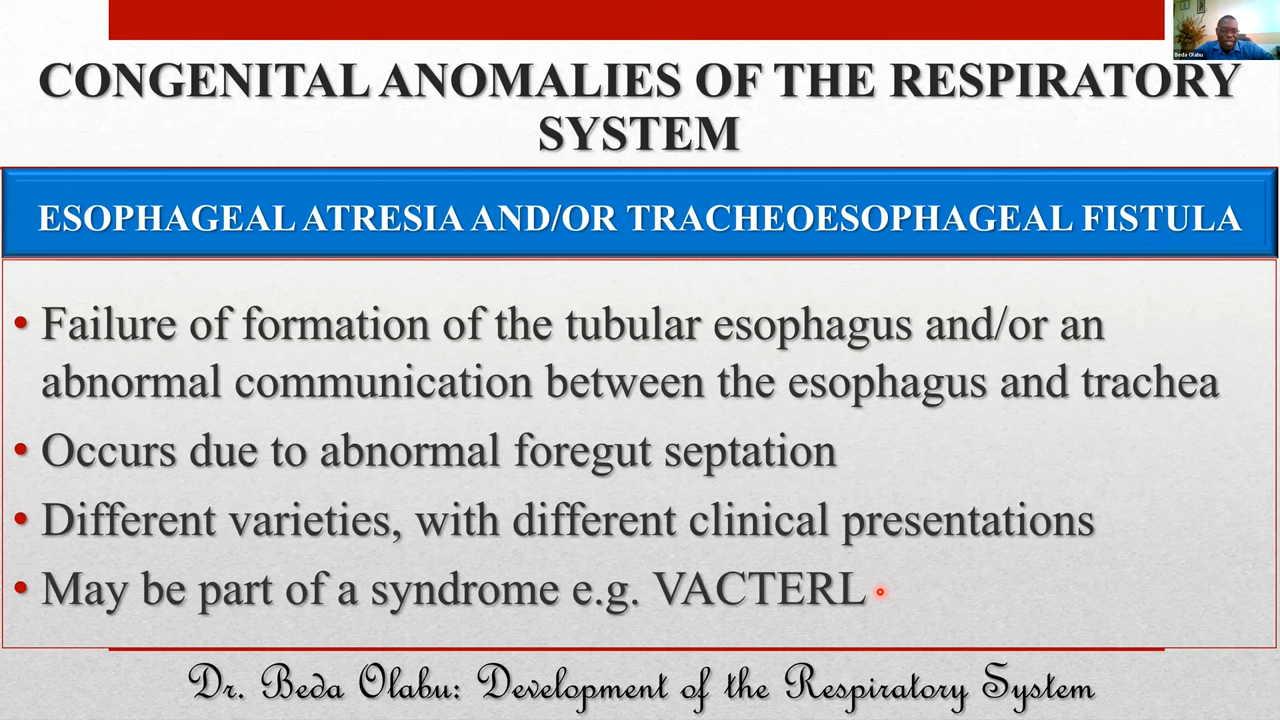 Beda Olabu
CONGENITAL ANOMALIES OF THE RESPIRATORY
SYSTEM
ESOPHAGEAL ATRESIA AND/OR TRACHEOESOPHAGEAL FISTULA
• Failure of formation of the tubular esophagus and/or an
abnormal communication between the esophagus and trachea
• Occurs due to abnormal foregut septation
• Different varieties, with different clinical presentations
• May be part of a syndrome e.g. VACTERL
Dr. Beda Olabu: Development of the Respiratory System